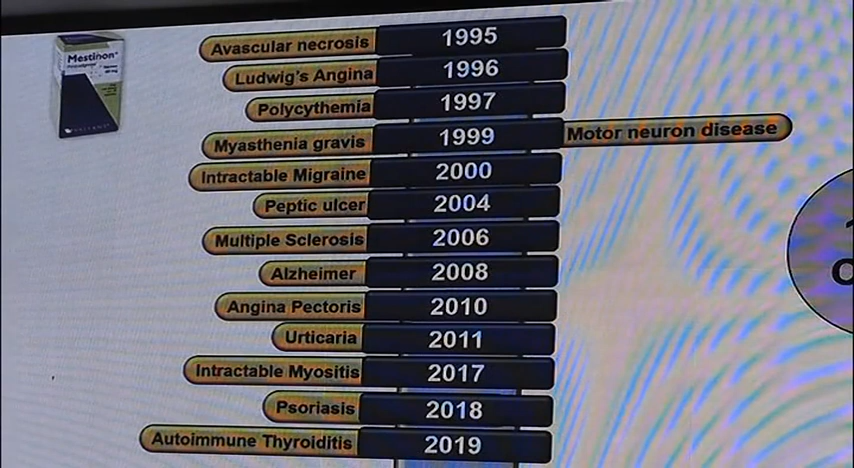 Mestinon
Avascular necrosis 1995
Ludwig's Angina 1996
Polycythemia 1997
Myasthenia gravis 1999 Motor neuron disease
Intractable Migraine 2000
Peptic ulcer 2004
Multiple Sclerosis 2006
Alzheimer 2008
Angina Pectoris 2010
Urticaria 2011
Intractable Myositis 2017
Psoriasis 2018
Autoimmune Thyroiditis 2019